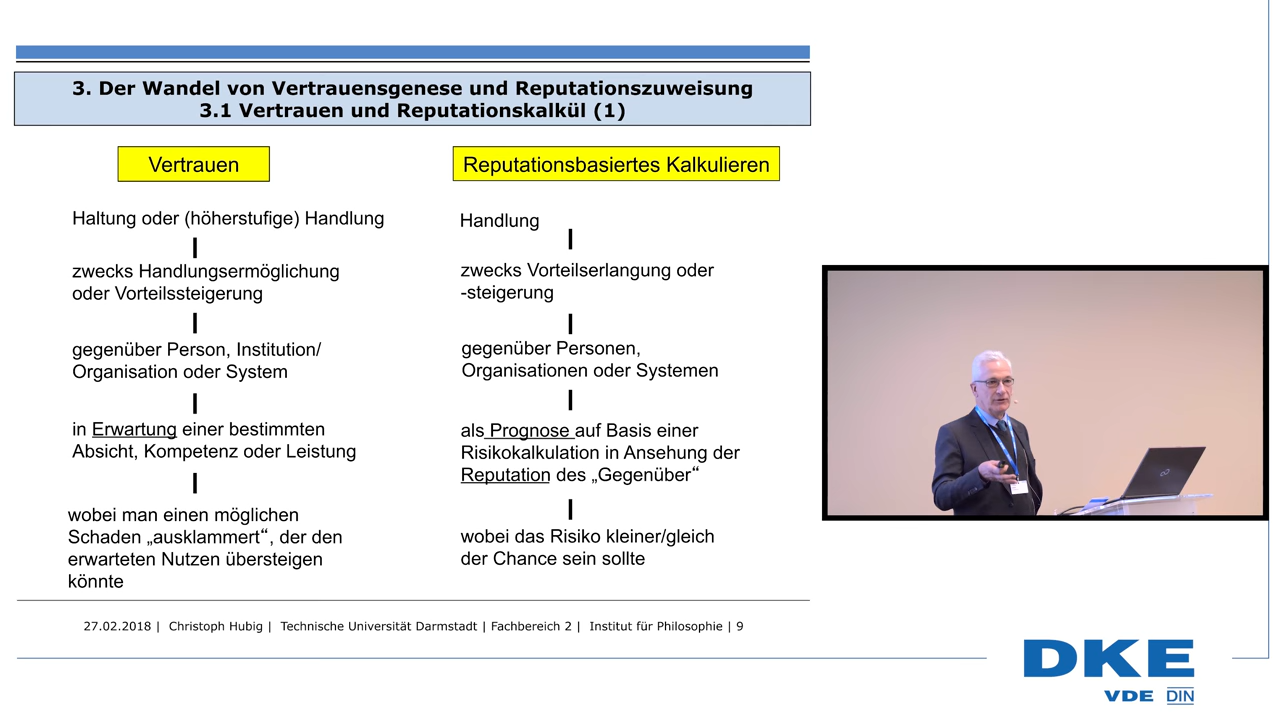 3. Der Wandel von Vertrauensgenese und Reputationszuweisung
3.1 Vertrauen und Reputationskalkül (1)
Vertrauen
Haltung oder (höherstufige) Handlung
zwecks Handlungsermöglichung
oder Vorteilssteigerung
gegenüber Person, Institution/
Organisation oder System
in Erwartung einer bestimmten
Absicht, Kompetenz oder Leistung
wobei man einen möglichen
Schaden „ausklammert“, der den
erwarteten Nutzen übersteigen
könnte
Reputationsbasiertes Kalkulieren
Handlung
zwecks Vorteilserlangung oder
-steigerung
gegenüber Personen,
Organisationen oder Systemen
als Prognose auf Basis einer
Risikokalkulation in Ansehung der
Reputation des „Gegenüber“
wobei das Risiko kleiner/gleich
der Chance sein sollte
27.02.2018 | Christoph Hubig | Technische Universität Darmstadt | Fachbereich 2 | Institut für Philosophie | 9
DKE
VDE DIN